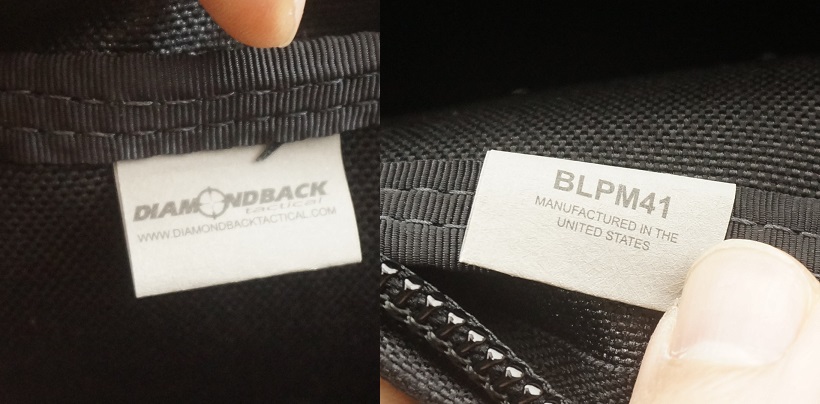 DIAMONDBACK
tactical
WWW.DIAMONDBACKTACTICAL.COM
BLPM41
MANUFACTURED IN THE
UNITED STATES